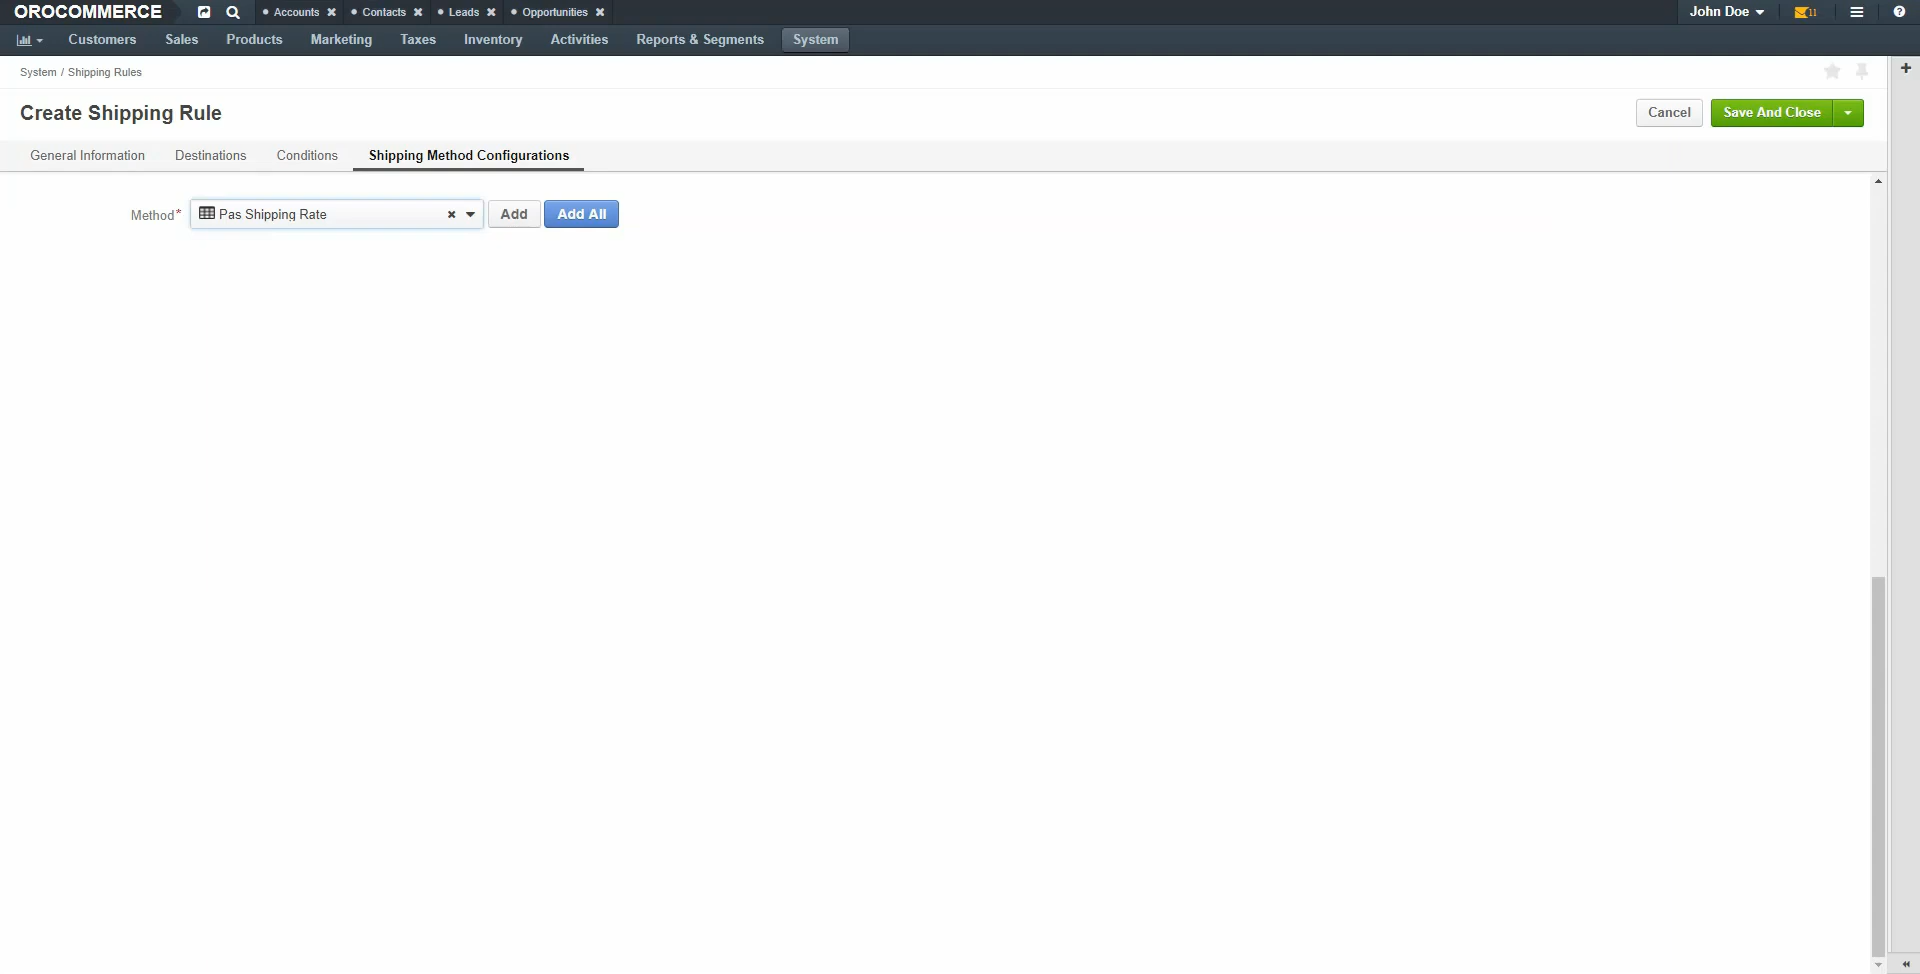 OROCOMMERCE Accounts Contacts Leads Opportunities John Doe 11
Customers Sales Products Marketing Taxes Inventory Activities Reports & Segments System
System / Shipping Rules
Create Shipping Rule Cancel Save And Close
General Information Destinations Conditions Shipping Method Configurations
Method* Pas Shipping Rate Add Add All